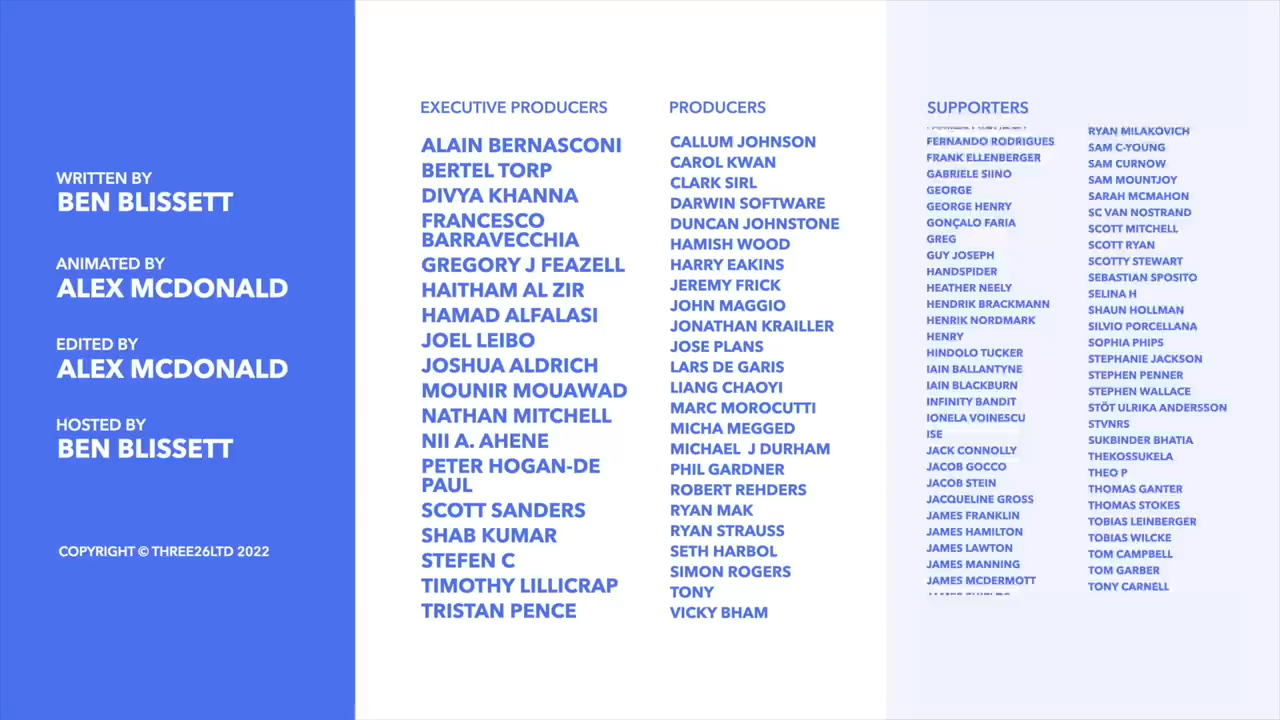 WRITTEN BY
BEN BLISSETT
ANIMATED BY
ALEX MCDONALD
EDITED BY
ALEX MCDONALD
HOSTED BY
BEN BLISSETT
COPYRIGHT © THREE26LTD 2022
EXECUTIVE PRODUCERS
ALAIN BERNASCONI
BERTEL TORP
DIVYA KHANNA
FRANCESCO
BARRAVECCHIA
GREGORY J FEAZELL
HAITHAM AL ZIR
HAMAD ALFALASI
JOEL LEIBO
JOSHUA ALDRICH
MOUNIR MOUAWAD
NATHAN MITCHELL
NII A. AHENE
PETER HOGAN-DE
PAUL
SCOTT SANDERS
SHAB KUMAR
STEFEN C
TIMOTHY LILLICRAP
TRISTAN PENCE
PRODUCERS
CALLUM JOHNSON
CAROL KWAN
CLARK SIRL
DARWIN SOFTWARE
DUNCAN JOHNSTONE
HAMISH WOOD
HARRY EAKINS
JEREMY FRICK
JOHN MAGGIO
JONATHAN KRAILLER
JOSE PLANS
LARS DE GARIS
LIANG CHAOYI
MARC MOROCUTTI
MICHA MEGGED
MICHAEL  J DURHAM
PHIL GARDNER
ROBERT REHDERS
RYAN MAK
RYAN STRAUSS
SETH HARBOL
SIMON ROGERS
TONY
VICKY BHAM
SUPPORTERS
FERNANDO RODRIGUES
FRANK ELLENBERGER
GABRIELE SIINO
GEORGE
GEORGE HENRY
GONÇALO FARIA
GREG
GUY JOSEPH
HANDSPIDER
HEATHER NEELY
HENDRIK BRACKMANN
HENRIK NORDMARK
HENRY
HINDOLO TUCKER
IAIN BALLANTYNE
IAIN BLACKBURN
INFINITY BANDIT
IONELA VOINESCU
ISE
JACK CONNOLLY
JACOB GOCCO
JACOB STEIN
JACQUELINE GROSS
JAMES FRANKLIN
JAMES HAMILTON
JAMES LAWTON
JAMES MANNING
JAMES MCDERMOTT
RYAN MILAKOVICH
SAM C-YOUNG
SAM CURNOW
SAM MOUNTJOY
SARAH MCMAHON
SC VAN NOSTRAND
SCOTT MITCHELL
SCOTT RYAN
SCOTTY STEWART
SEBASTIAN SPOSITO
SELINA H
SHAUN HOLLMAN
SILVIO PORCELLANA
SOPHIA PHIPS
STEPHANIE JACKSON
STEPHEN PENNER
STEPHEN WALLACE
STÖT ULRIKA ANDERSSON
STVNRS
SUKBINDER BHATIA
THEKOSSUKELA
THEO P
THOMAS GANTER
THOMAS STOKES
TOBIAS LEINBERGER
TOBIAS WILCKE
TOM CAMPBELL
TOM GARBER
TONY CARNELL